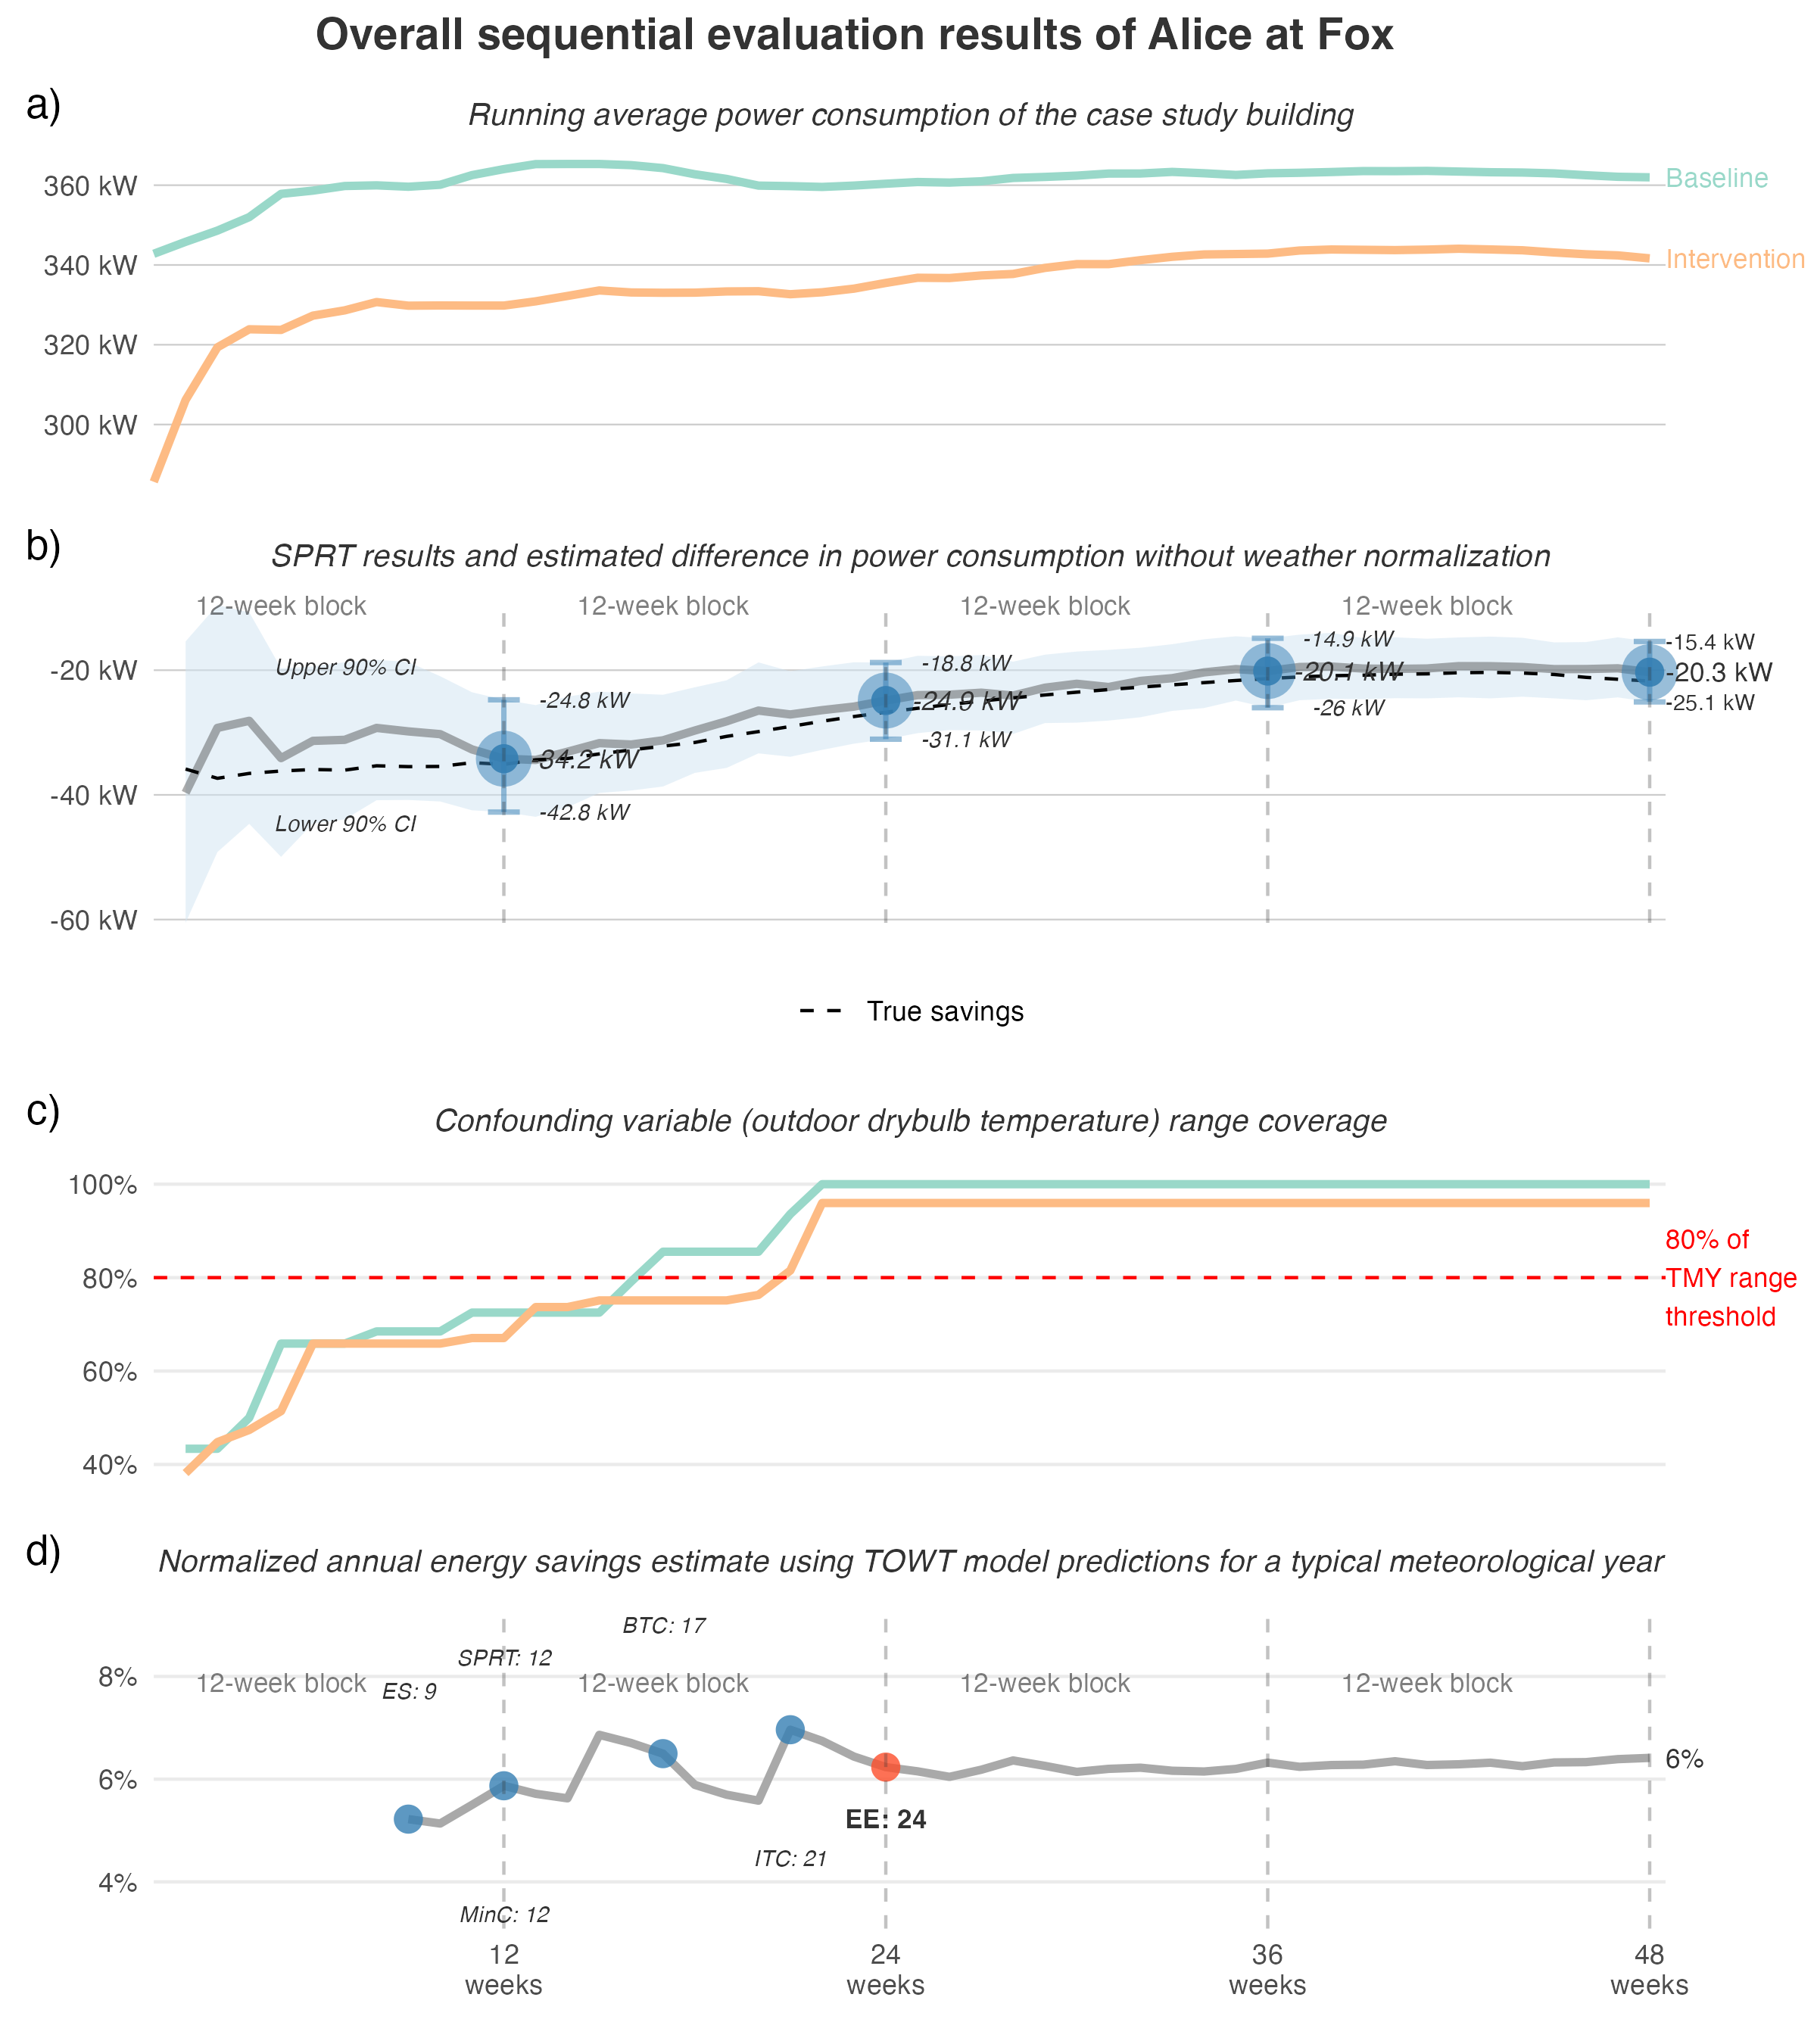 Overall sequential evaluation results of Alice at Fox
a)
Running average power consumption of the case study building
360 kW
340 kW
320 kW
300 kW
Baseline
Intervention
b)
SPRT results and estimated difference in power consumption without weather normalization
12-week block
12-week block
12-week block
12-week block
-20 kW
-40 kW
-60 kW
Upper 90% CI
Lower 90% CI
-24.8 kW
-34.2 kW
-42.8 kW
-18.8 kW
-24.9 kW
-31.1 kW
-14.9 kW
-20.1 kW
-26 kW
-15.4 kW
-20.3 kW
-25.1 kW
True savings
c)
Confounding variable (outdoor drybulb temperature) range coverage
100%
80%
60%
40%
80% of
TMY range
threshold
d)
Normalized annual energy savings estimate using TOWT model predictions for a typical meteorological year
BTC: 17
SPRT: 12
12-week block
12-week block
12-week block
12-week block
ES: 9
8%
6%
4%
6%
EE: 24
ITC: 21
MinC: 12
12
weeks
24
weeks
36
weeks
48
weeks